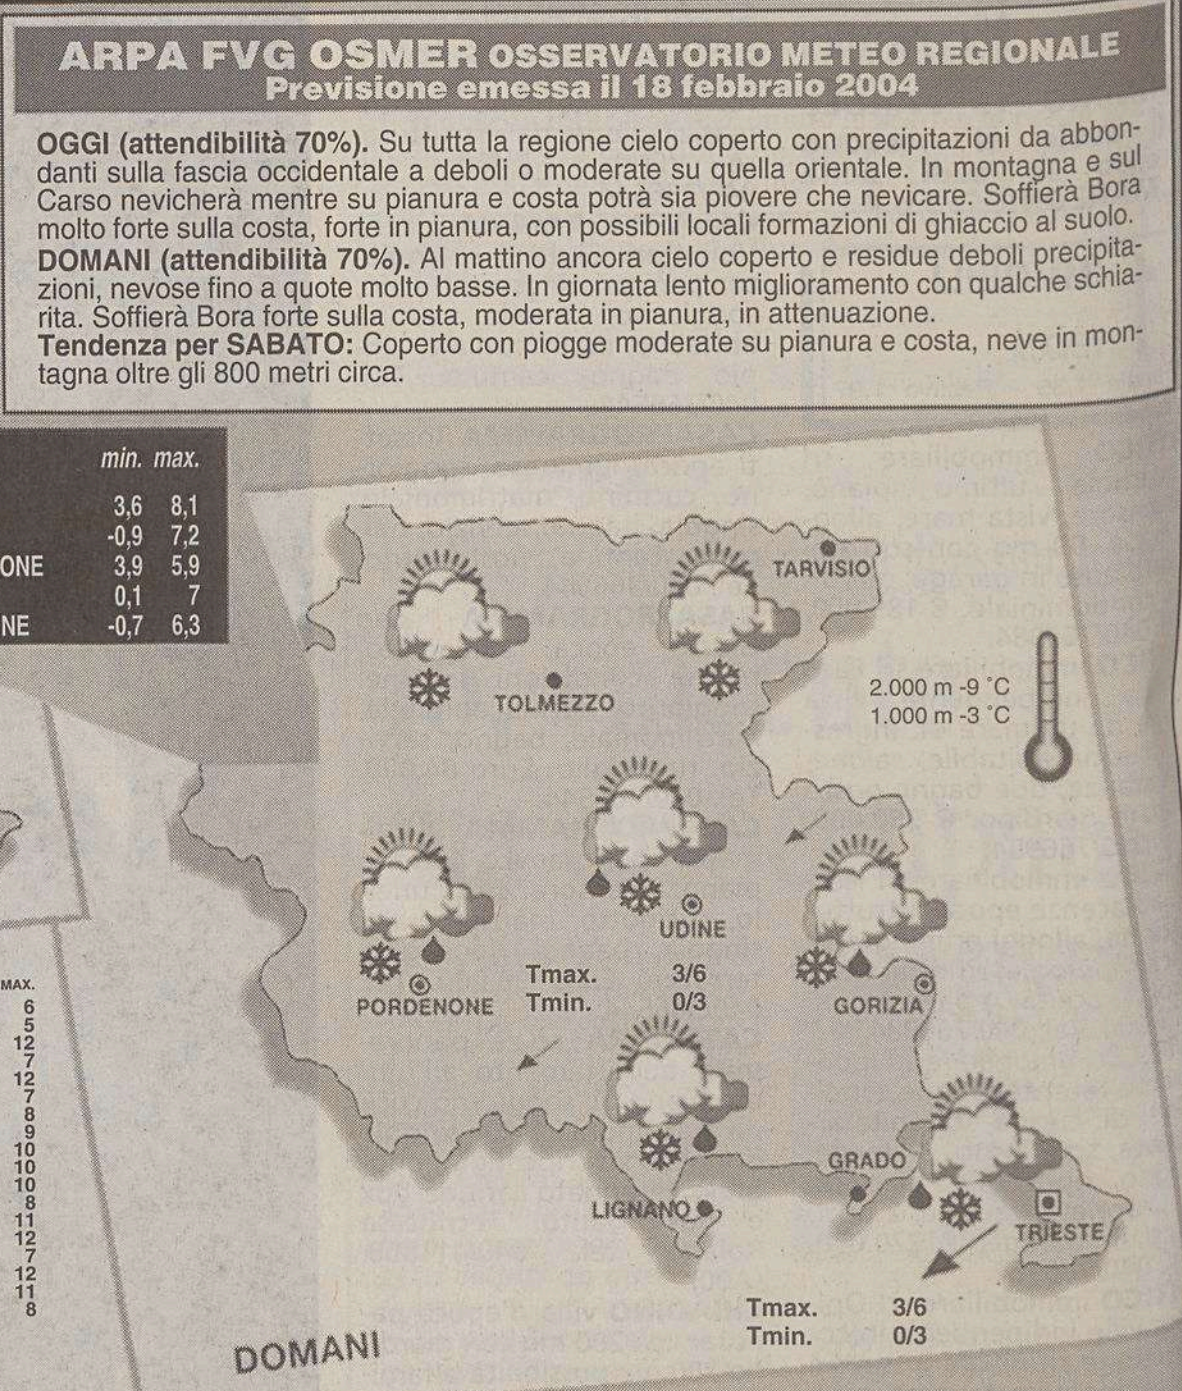 ARPA FVG OSMER OSSERVATORIO METEO REGIONALE
Previsione emessa il 18 febbraio 2004
OGGI (attendibilità 70%). Su tutta la regione cielo coperto con precipitazioni da abbon-
danti sulla fascia occidentale a deboli o moderate su quella orientale. In montagna e sul
Carso nevicherà mentre su pianura e costa potrà sia piovere che nevicare. Soffierà Bora
molto forte sulla costa, forte in pianura, con possibili locali formazioni di ghiaccio al suolo.
DOMANI (attendibilità 70%). Al mattino ancora cielo coperto e residue deboli precipita-
zioni, nevose fino a quote molto basse. In giornata lento miglioramento con qualche schia-
rita. Soffierà Bora forte sulla costa, moderata in pianura, in attenuazione.
Tendenza per SABATO: Coperto con piogge moderate su pianura e costa, neve in mon-
tagna oltre gli 800 metri circa.
min. max.
3,6 8,1
-0,9 7,2
ONE 3,9 5,9
0,1 7
NE -0,7 6,3
TARVISIO
TOLMEZZO
2.000 m -9 °C
1.000 m -3 °C
UDINE
PORDENONE
Tmax. 3/6
Tmin. 0/3
GORIZIA
GRADO
LIGNANO
TRIESTE
Tmax. 3/6
Tmin. 0/3
DOMANI
MAX.
6
5
12
7
12
7
8
9
10
10
10
8
11
12
7
12
11
8